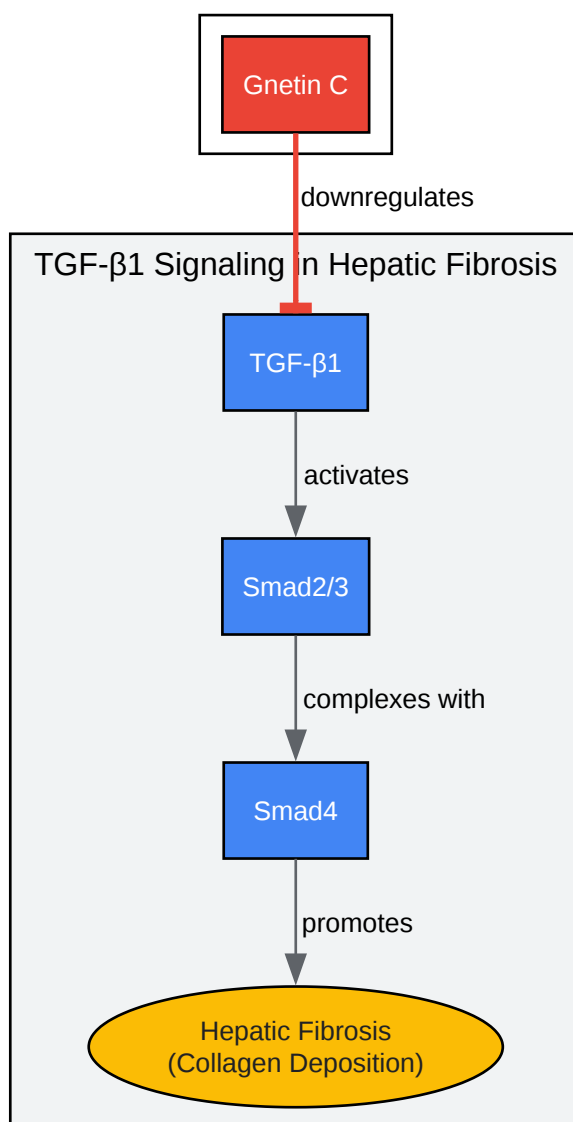 Gnetin C
downregulates
TGF-β1 Signaling in Hepatic Fibrosis
TGF-β1
activates
Smad2/3
complexes with
Smad4
promotes
Hepatic Fibrosis
(Collagen Deposition)